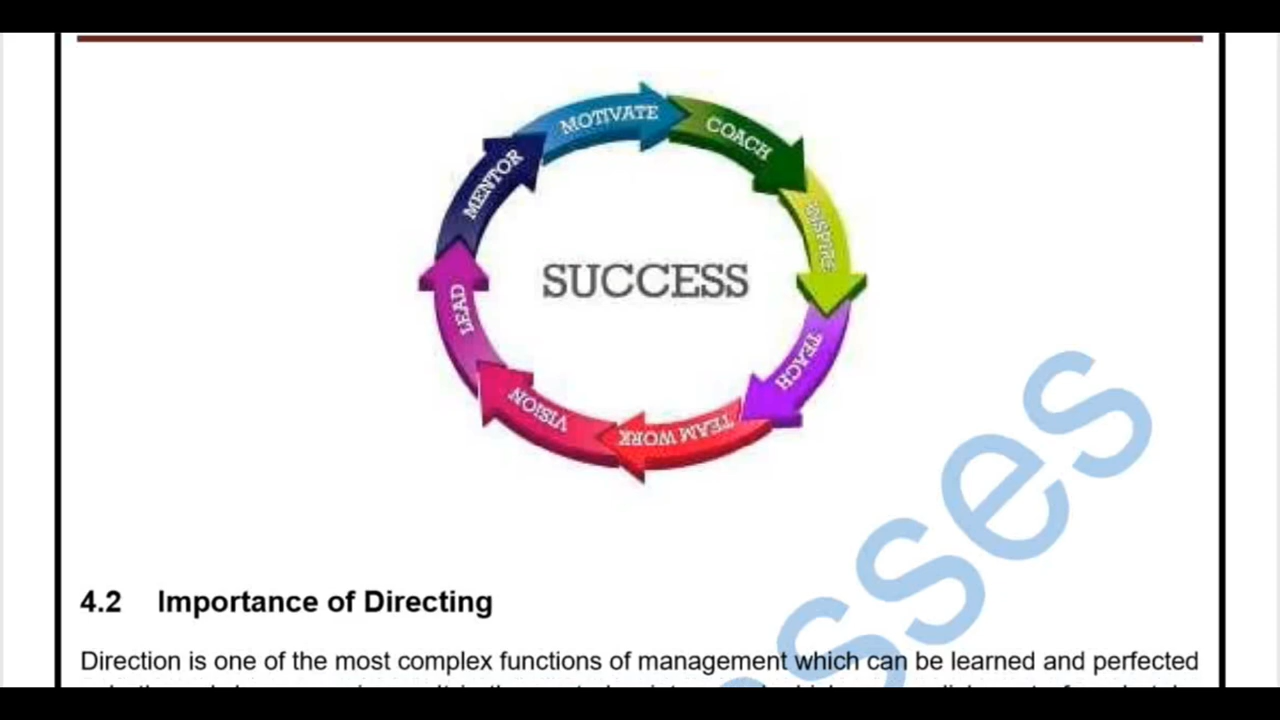 MOTIVATE
COACH
INSPIRE
TEACH
TEAM WORK
VISION
LEAD
MENTOR
SUCCESS
sses
4.2 Importance of Directing
Direction is one of the most complex functions of management which can be learned and perfected